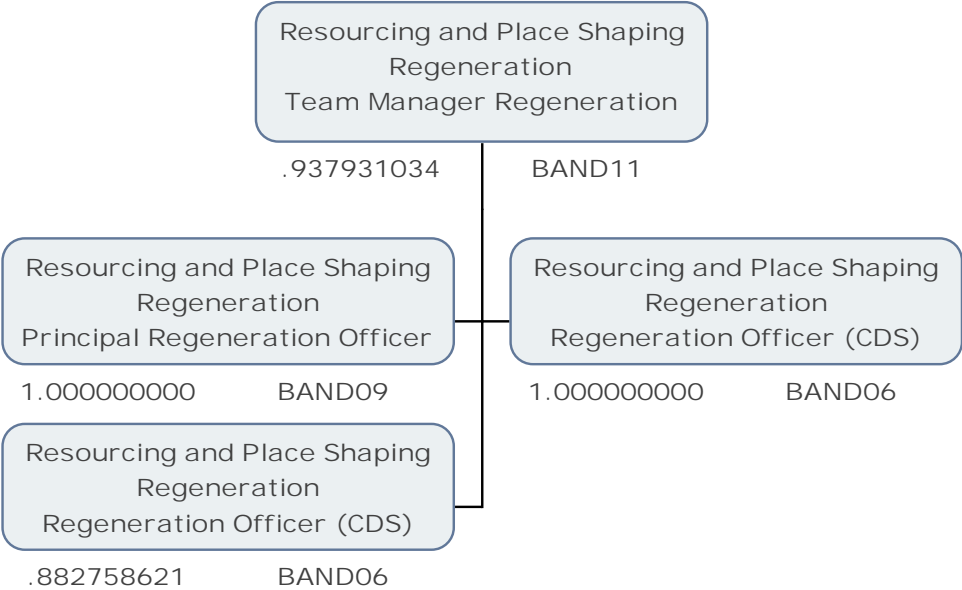 Resourcing and Place Shaping
Regeneration
Team Manager Regeneration
.937931034 BAND11
Resourcing and Place Shaping
Regeneration
Principal Regeneration Officer
1.000000000 BAND09
Resourcing and Place Shaping
Regeneration
Regeneration Officer (CDS)
1.000000000 BAND06
Resourcing and Place Shaping
Regeneration
Regeneration Officer (CDS)
.882758621 BAND06